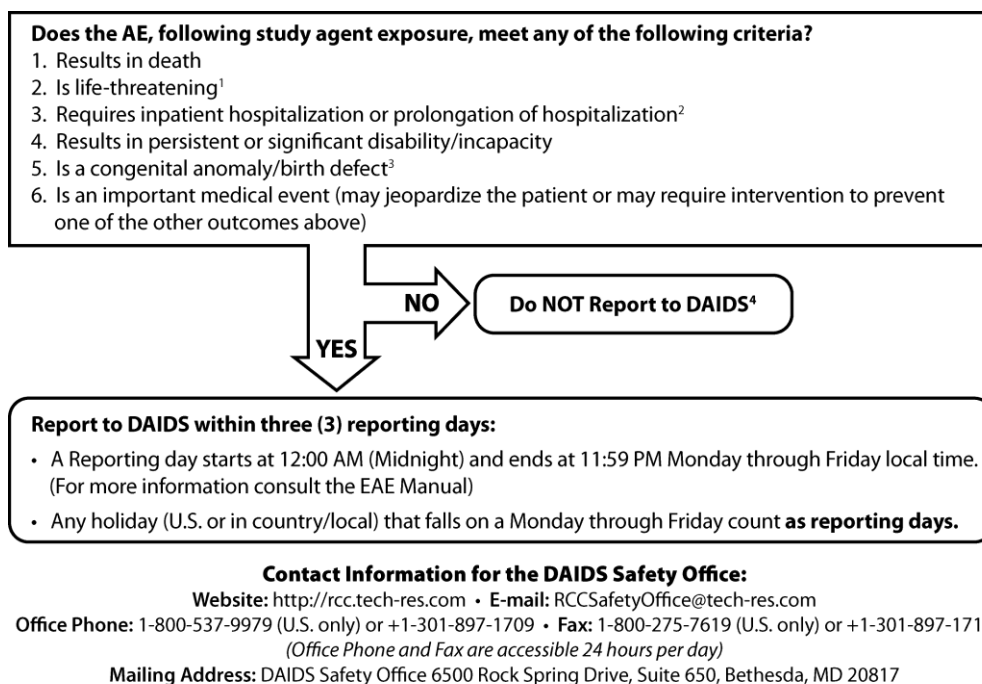 Does the AE, following study agent exposure, meet any of the following criteria?
1. Results in death
2. Is life-threatening¹
3. Requires inpatient hospitalization or prolongation of hospitalization²
4. Results in persistent or significant disability/incapacity
5. Is a congenital anomaly/birth defect³
6. Is an important medical event (may jeopardize the patient or may require intervention to prevent
one of the other outcomes above)
NO
Do NOT Report to DAIDS⁴
YES
Report to DAIDS within three (3) reporting days:
• A Reporting day starts at 12:00 AM (Midnight) and ends at 11:59 PM Monday through Friday local time.
(For more information consult the EAE Manual)
• Any holiday (U.S. or in country/local) that falls on a Monday through Friday count as reporting days.
Contact Information for the DAIDS Safety Office:
Website: http://rcc.tech-res.com • E-mail: RCCSafetyOffice@tech-res.com
Office Phone: 1-800-537-9979 (U.S. only) or +1-301-897-1709 • Fax: 1-800-275-7619 (U.S. only) or +1-301-897-171
(Office Phone and Fax are accessible 24 hours per day)
Mailing Address: DAIDS Safety Office 6500 Rock Spring Drive, Suite 650, Bethesda, MD 20817